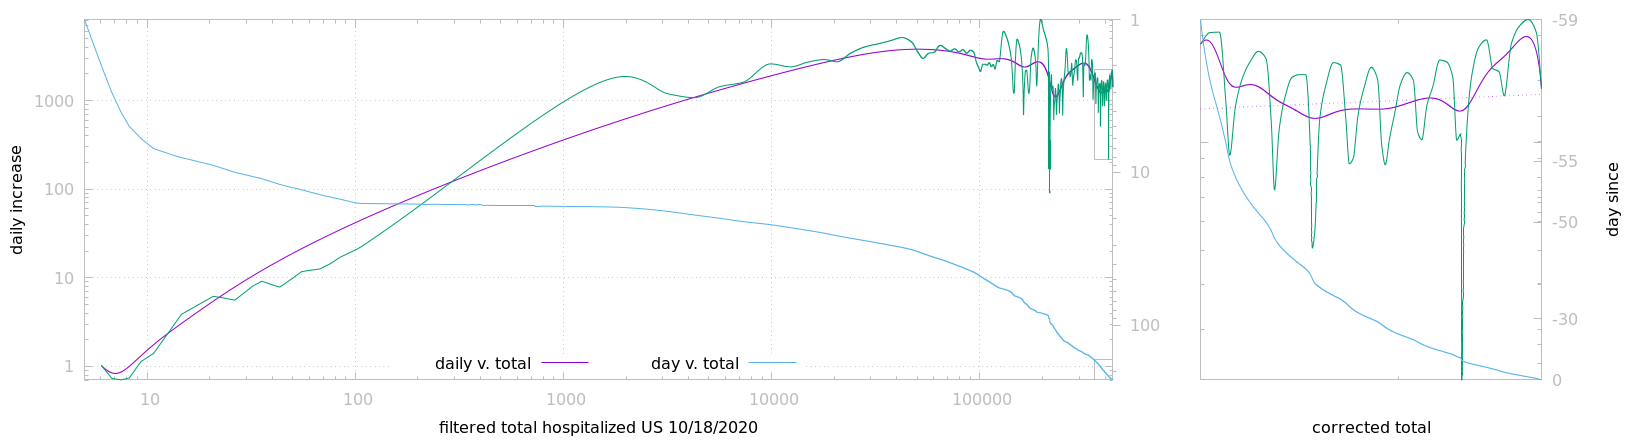 1
-59
1000
-55
10
100
-50
daily increase
day since
10
-30
100
daily v. total
day v. total
1
0
10
100
1000
10000
100000
filtered total hospitalized US 10/18/2020
corrected total